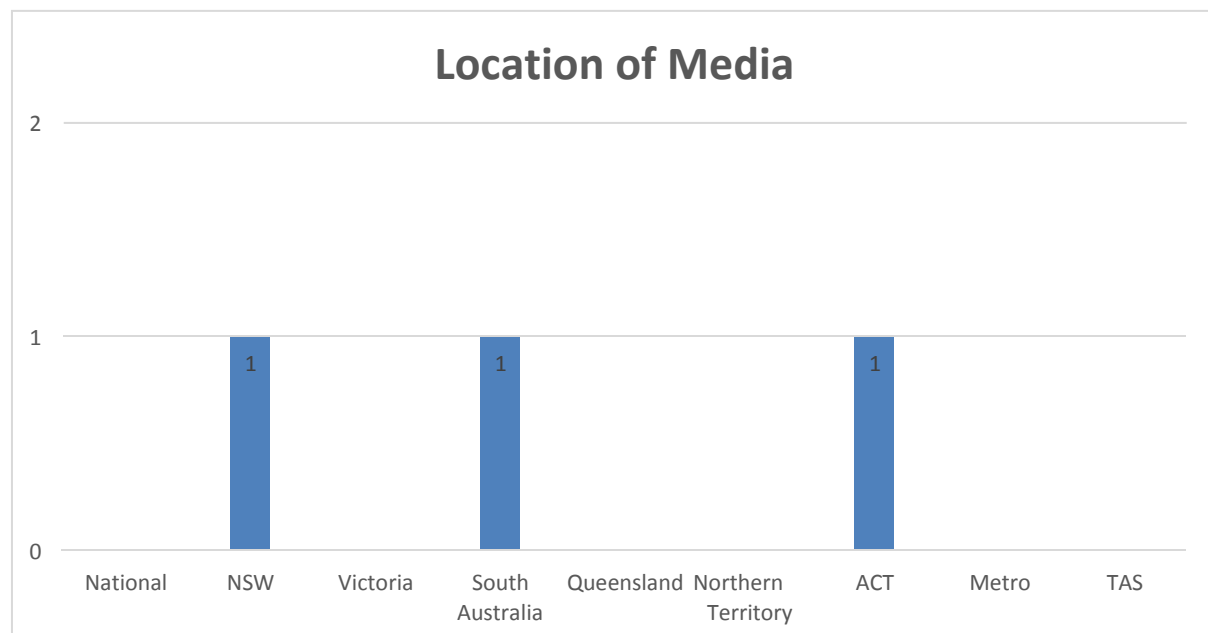 Location of Media
2
1
1 1 1
0
National NSW Victoria South Queensland Northern ACT Metro TAS
Australia Territory